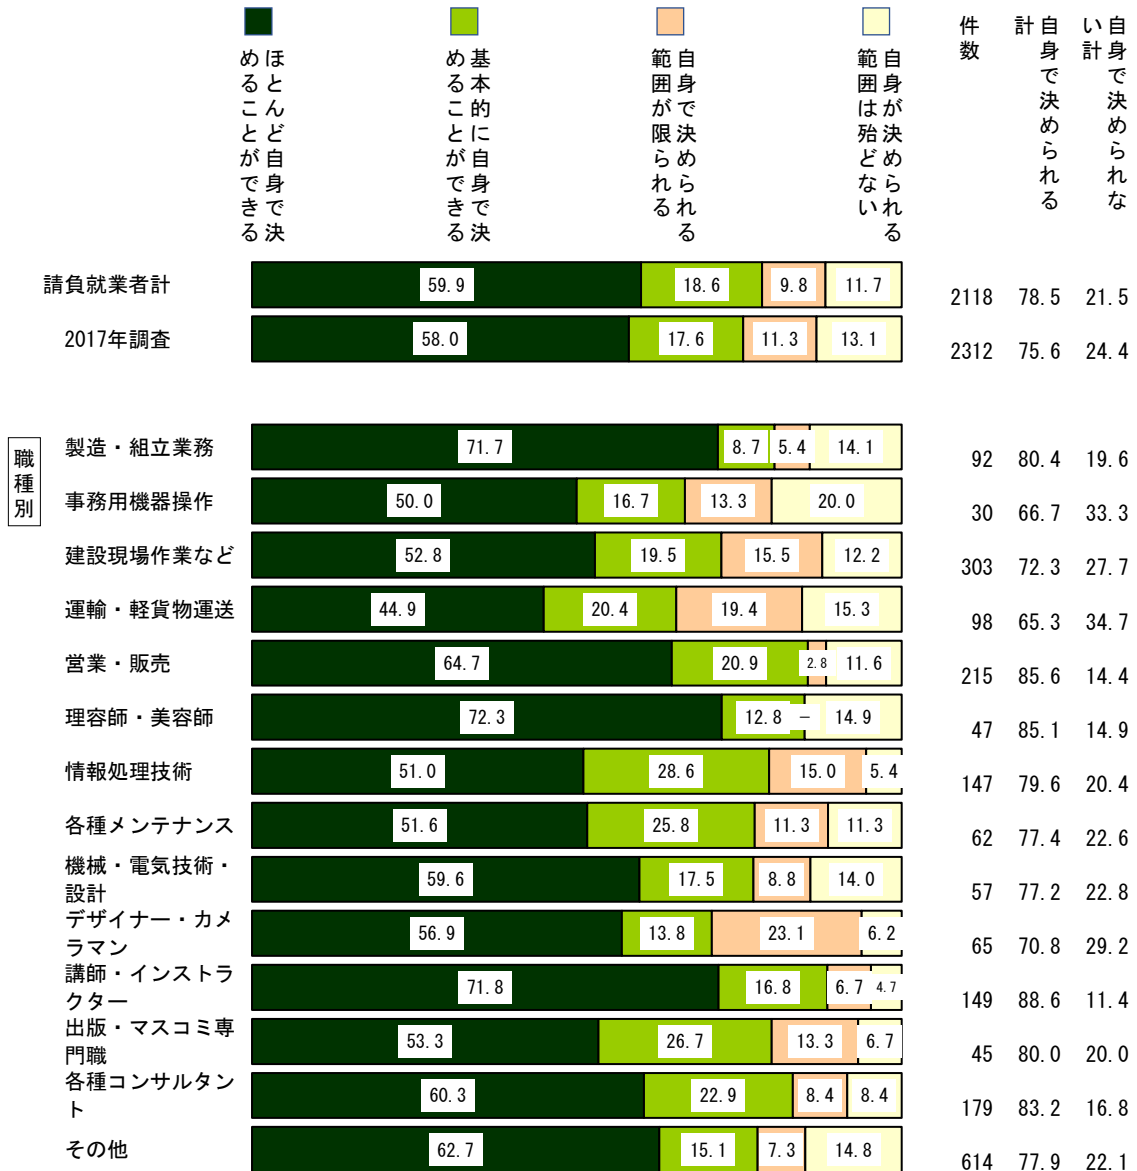 ほとんど自身で決
めることができる
基本的に自身で決
めることができる
自身で決められる
範囲が限られる
自身が決められる
範囲は殆どない
件数
自身で決められる
計
自身で決められな
い計
請負就業者計 59.9 18.6 9.8 11.7 2118 78.5 21.5
2017年調査 58.0 17.6 11.3 13.1 2312 75.6 24.4
職種別
製造・組立業務 71.7 8.7 5.4 14.1 92 80.4 19.6
事務用機器操作 50.0 16.7 13.3 20.0 30 66.7 33.3
建設現場作業など 52.8 19.5 15.5 12.2 303 72.3 27.7
運輸・軽貨物運送 44.9 20.4 19.4 15.3 98 65.3 34.7
営業・販売 64.7 20.9 2.8 11.6 215 85.6 14.4
理容師・美容師 72.3 12.8 － 14.9 47 85.1 14.9
情報処理技術 51.0 28.6 15.0 5.4 147 79.6 20.4
各種メンテナンス 51.6 25.8 11.3 11.3 62 77.4 22.6
機械・電気技術・
設計 59.6 17.5 8.8 14.0 57 77.2 22.8
デザイナー・カメ
ラマン 56.9 13.8 23.1 6.2 65 70.8 29.2
講師・インストラ
クター 71.8 16.8 6.7 4.7 149 88.6 11.4
出版・マスコミ専
門職 53.3 26.7 13.3 6.7 45 80.0 20.0
各種コンサルタン
ト 60.3 22.9 8.4 8.4 179 83.2 16.8
その他 62.7 15.1 7.3 14.8 614 77.9 22.1